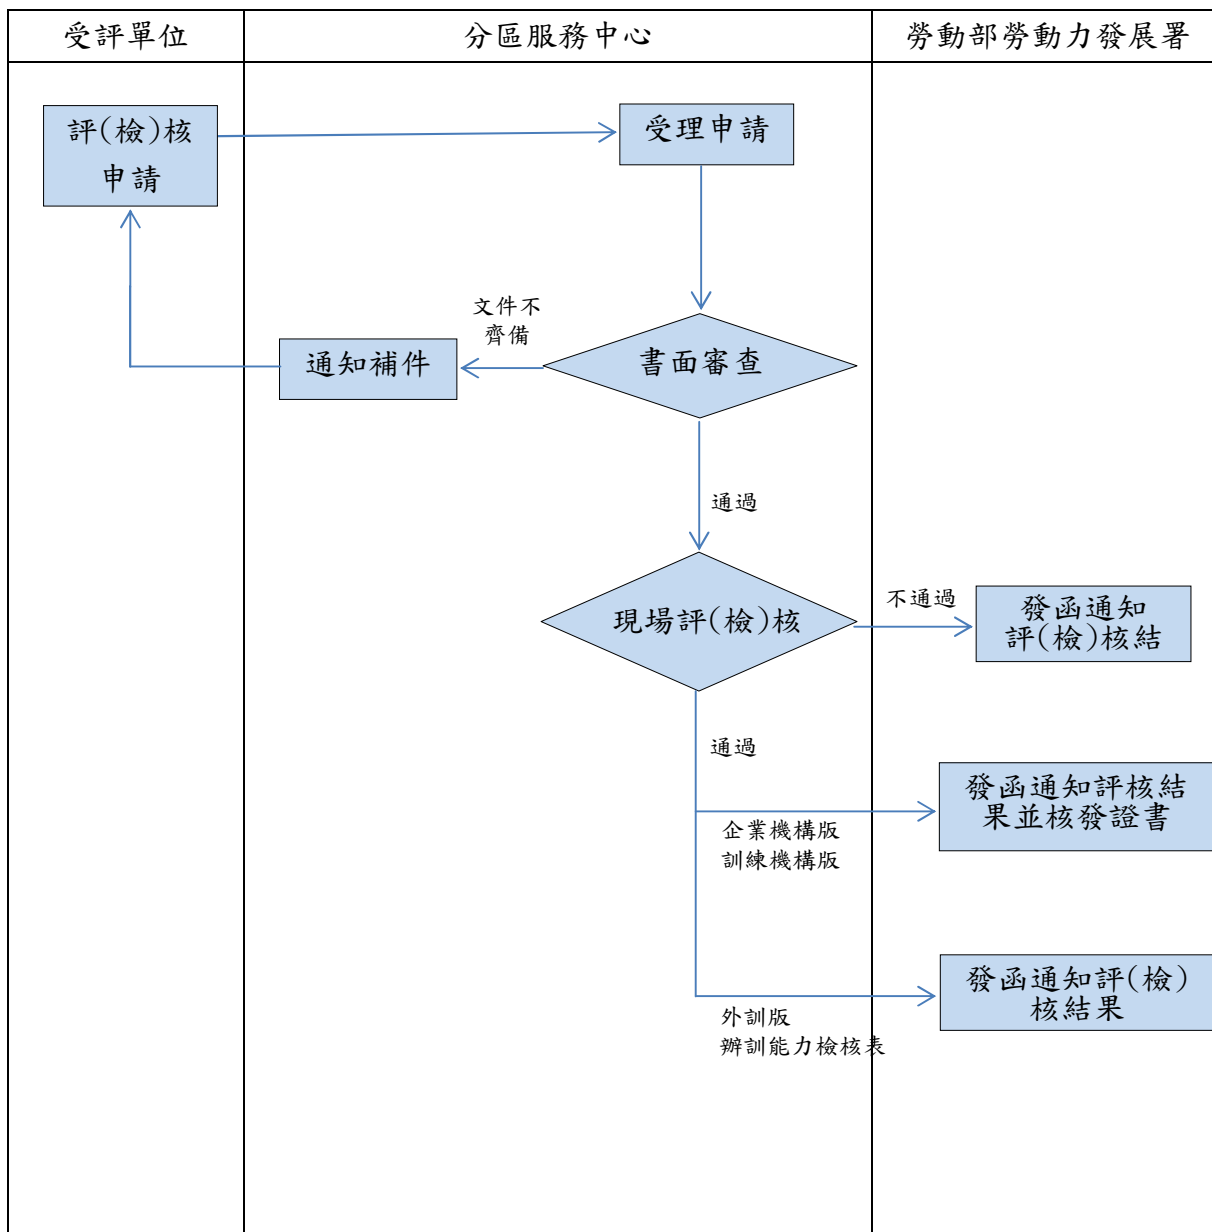 受評單位
分區服務中心
勞動部勞動力發展署
評(檢)核
申請
受理申請
文件不
齊備
通知補件
書面審查
通過
現場評(檢)核
不通過
發函通知
評(檢)核結
通過
企業機構版
訓練機構版
發函通知評核結
果並核發證書
外訓版
辦訓能力檢核表
發函通知評(檢)
核結果